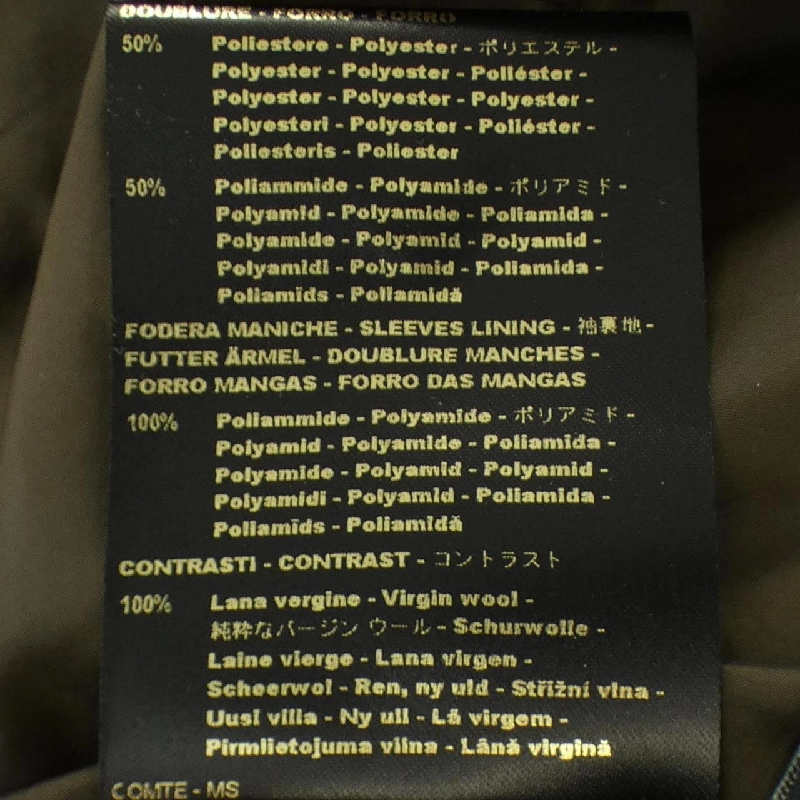 DOUBLURE - FORRO - FORRO
50% Poliestere - Polyester - ポリエステル -
Polyester - Polyester - Poliéster -
Polyester - Polyester - Polyester -
Polyesteri - Polyester - Poliéster -
Poliesteris - Poliester
50% Poliammide - Polyamide - ポリアミド -
Polyamid - Polyamide - Poliamida -
Polyamide - Polyamid - Polyamid -
Polyamidi - Polyamid - Poliamida -
Poliamīds - Poliamidă
FODERA MANICHE - SLEEVES LINING - 袖裏地 -
FUTTER ÄRMEL - DOUBLURE MANCHES -
FORRO MANGAS - FORRO DAS MANGAS
100% Poliammide - Polyamide - ポリアミド -
Polyamid - Polyamide - Poliamida -
Polyamide - Polyamid - Polyamid -
Polyamidi - Polyamid - Poliamida -
Poliamīds - Poliamidă
CONTRASTI - CONTRAST - コントラスト
100% Lana vergine - Virgin wool -
純粋なバージン ウール - Schurwolle -
Laine vierge - Lana virgen -
Scheerwol - Ren, ny uld - Střižní vlna -
Uusi villa - Ny ull - Lã virgem -
Pirmlietojuma vilna - Lână virgină
COMTE - MS